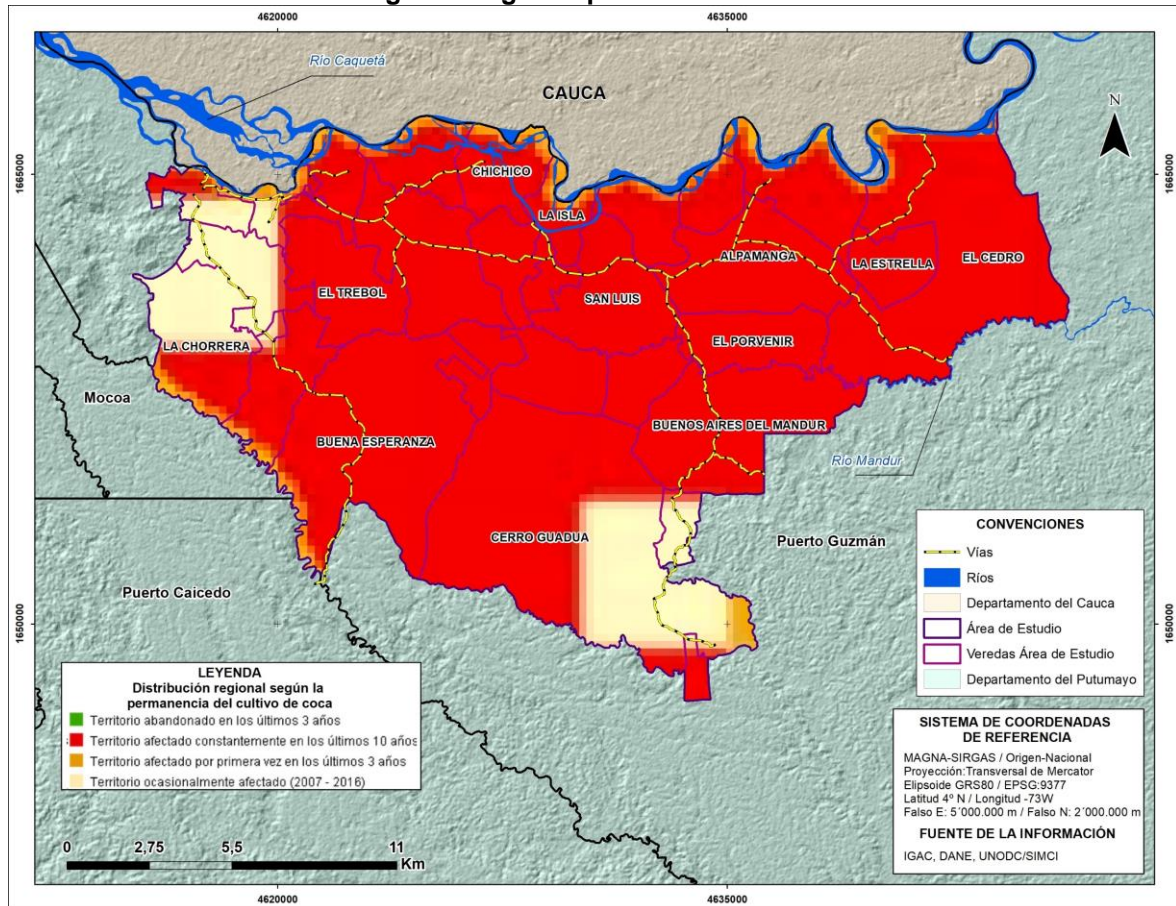 4620000
4635000
Río Caquetá
CAUCA
N
1665000
1665000
CHICHICO
LA ISLA
ALPAMANGA
LA ESTRELLA
EL CEDRO
EL TREBOL
SAN LUIS
EL PORVENIR
LA CHORRERA
Mocoa
BUENA ESPERANZA
BUENOS AIRES DEL MANDUR
Río Mandur
CERRO GUADUA
Puerto Guzmán
Puerto Caicedo
1650000
1650000
CONVENCIONES
Vías
Ríos
Departamento del Cauca
Área de Estudio
Veredas Área de Estudio
Departamento del Putumayo
LEYENDA
Distribución regional según la
permanencia del cultivo de coca
Territorio abandonado en los últimos 3 años
Territorio afectado constantemente en los últimos 10 años
Territorio afectado por primera vez en los últimos 3 años
Territorio ocasionalmente afectado (2007 - 2016)
SISTEMA DE COORDENADAS
DE REFERENCIA
MAGNA-SIRGAS / Origen-Nacional
Proyección:Transversal de Mercator
Elipsoide GRS80 / EPSG:9377
Latitud 4º N / Longitud -73W
Falso E: 5´000.000 m / Falso N: 2´000.000 m
FUENTE DE LA INFORMACIÓN
IGAC, DANE, UNODC/SIMCI
0 2,75 5,5 11
Km
4620000
4635000